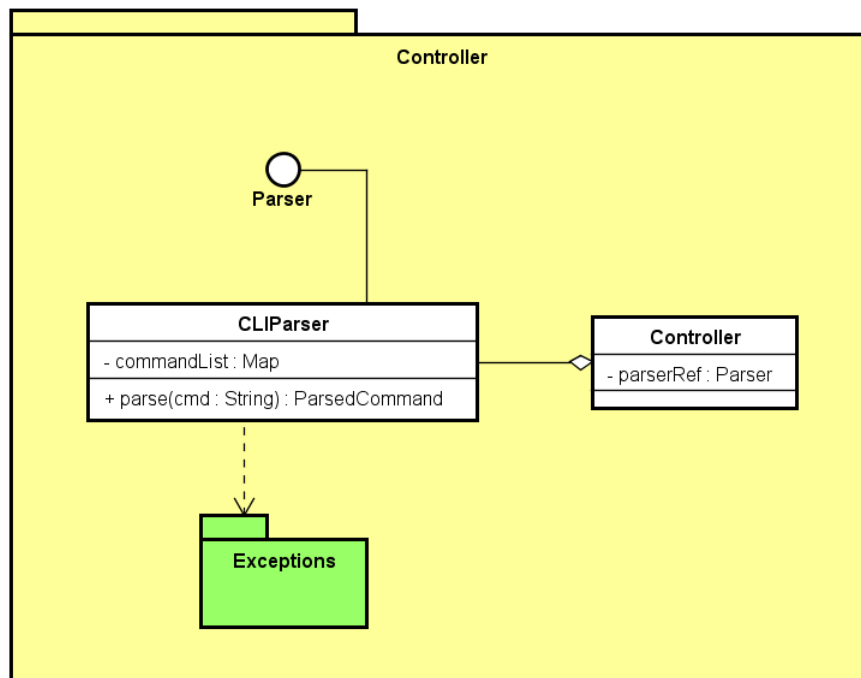 Controller
Parser
CLIParser
- commandList : Map
+ parse(cmd : String) : ParsedCommand
Controller
- parserRef : Parser
Exceptions